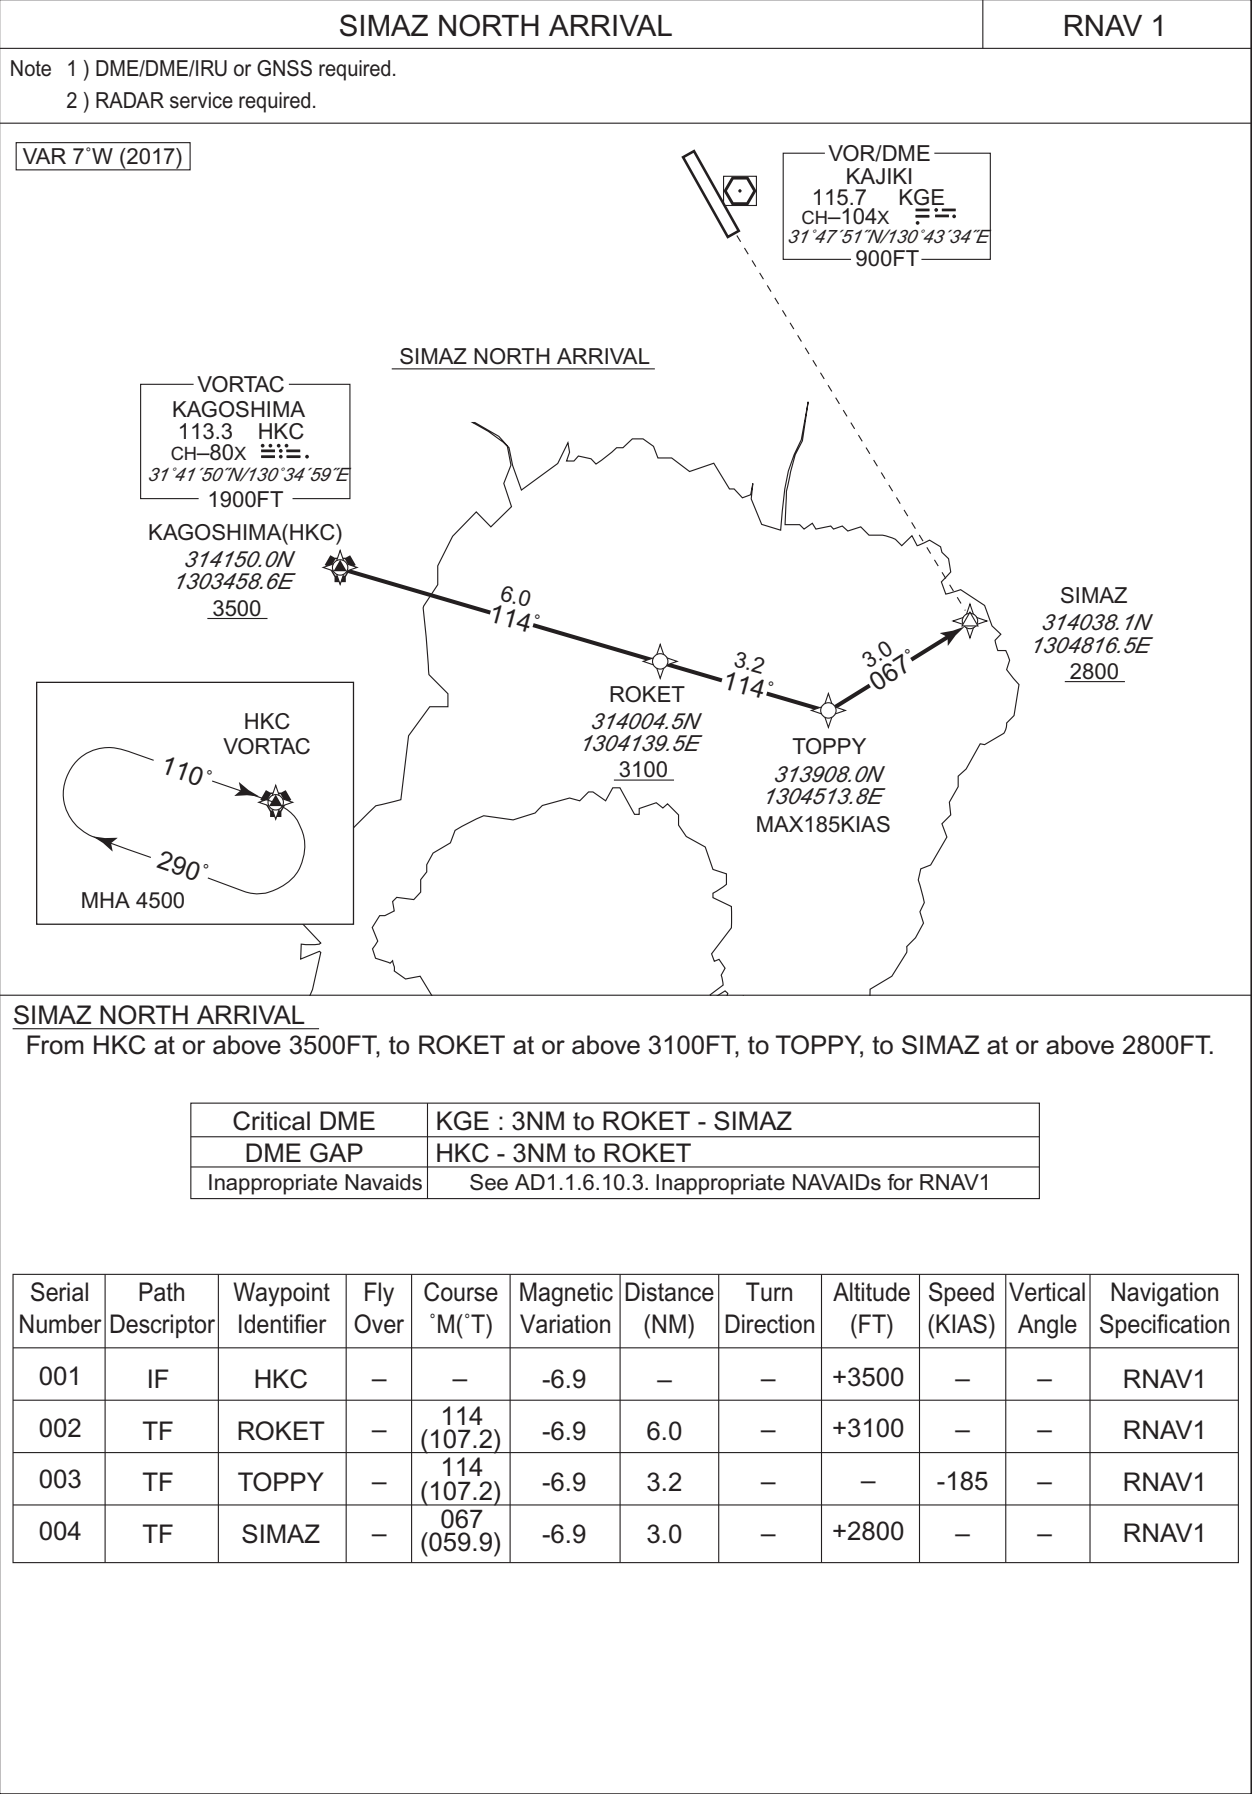 SIMAZ NORTH ARRIVAL
RNAV 1
Note 1 ) DME/DME/IRU or GNSS required.
2 ) RADAR service required.
VAR 7˚W (2017)
VOR/DME
KAJIKI
115.7 KGE
CH–104X
31˚47´51˝N/130˚43´34˝E
900FT
SIMAZ NORTH ARRIVAL
VORTAC
KAGOSHIMA
113.3 HKC
CH–80X
31˚41´50˝N/130˚34´59˝E
1900FT
KAGOSHIMA(HKC)
314150.0N
1303458.6E
3500
6.0
114˚
ROKET
314004.5N
1304139.5E
3100
3.2
114˚
TOPPY
313908.0N
1304513.8E
MAX185KIAS
3.0
067˚
SIMAZ
314038.1N
1304816.5E
2800
HKC
VORTAC
110˚
290˚
MHA 4500
SIMAZ NORTH ARRIVAL
From HKC at or above 3500FT, to ROKET at or above 3100FT, to TOPPY, to SIMAZ at or above 2800FT.
Critical DME KGE : 3NM to ROKET - SIMAZ
DME GAP HKC - 3NM to ROKET
Inappropriate Navaids See AD1.1.6.10.3. Inappropriate NAVAIDs for RNAV1
Serial Number Path Descriptor Waypoint Identifier Fly Over Course ˚M(˚T) Magnetic Variation Distance (NM) Turn Direction Altitude (FT) Speed (KIAS) Vertical Angle Navigation Specification
001 IF HKC – – -6.9 – – +3500 – – RNAV1
002 TF ROKET – 114 (107.2) -6.9 6.0 – +3100 – – RNAV1
003 TF TOPPY – 114 (107.2) -6.9 3.2 – – -185 – RNAV1
004 TF SIMAZ – 067 (059.9) -6.9 3.0 – +2800 – – RNAV1